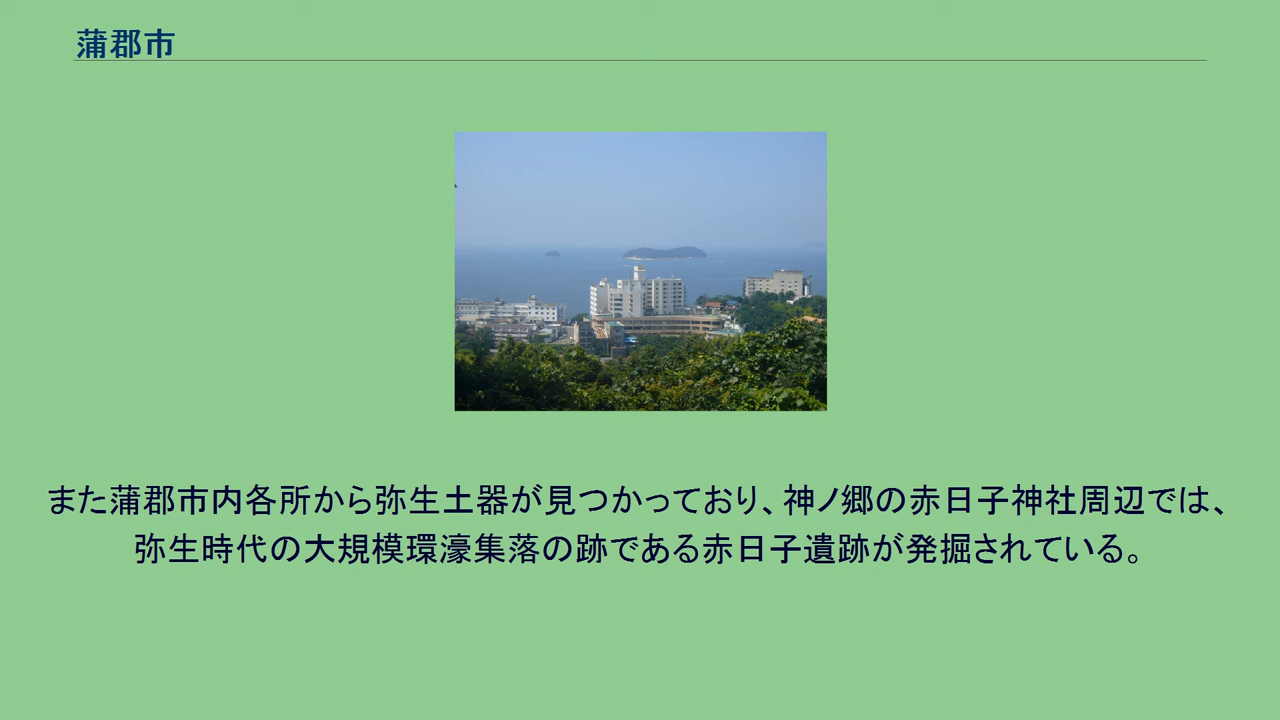 蒲郡市
また蒲郡市内各所から弥生土器が見つかっており、神ノ郷の赤日子神社周辺では、
弥生時代の大規模環濠集落の跡である赤日子遺跡が発掘されている。